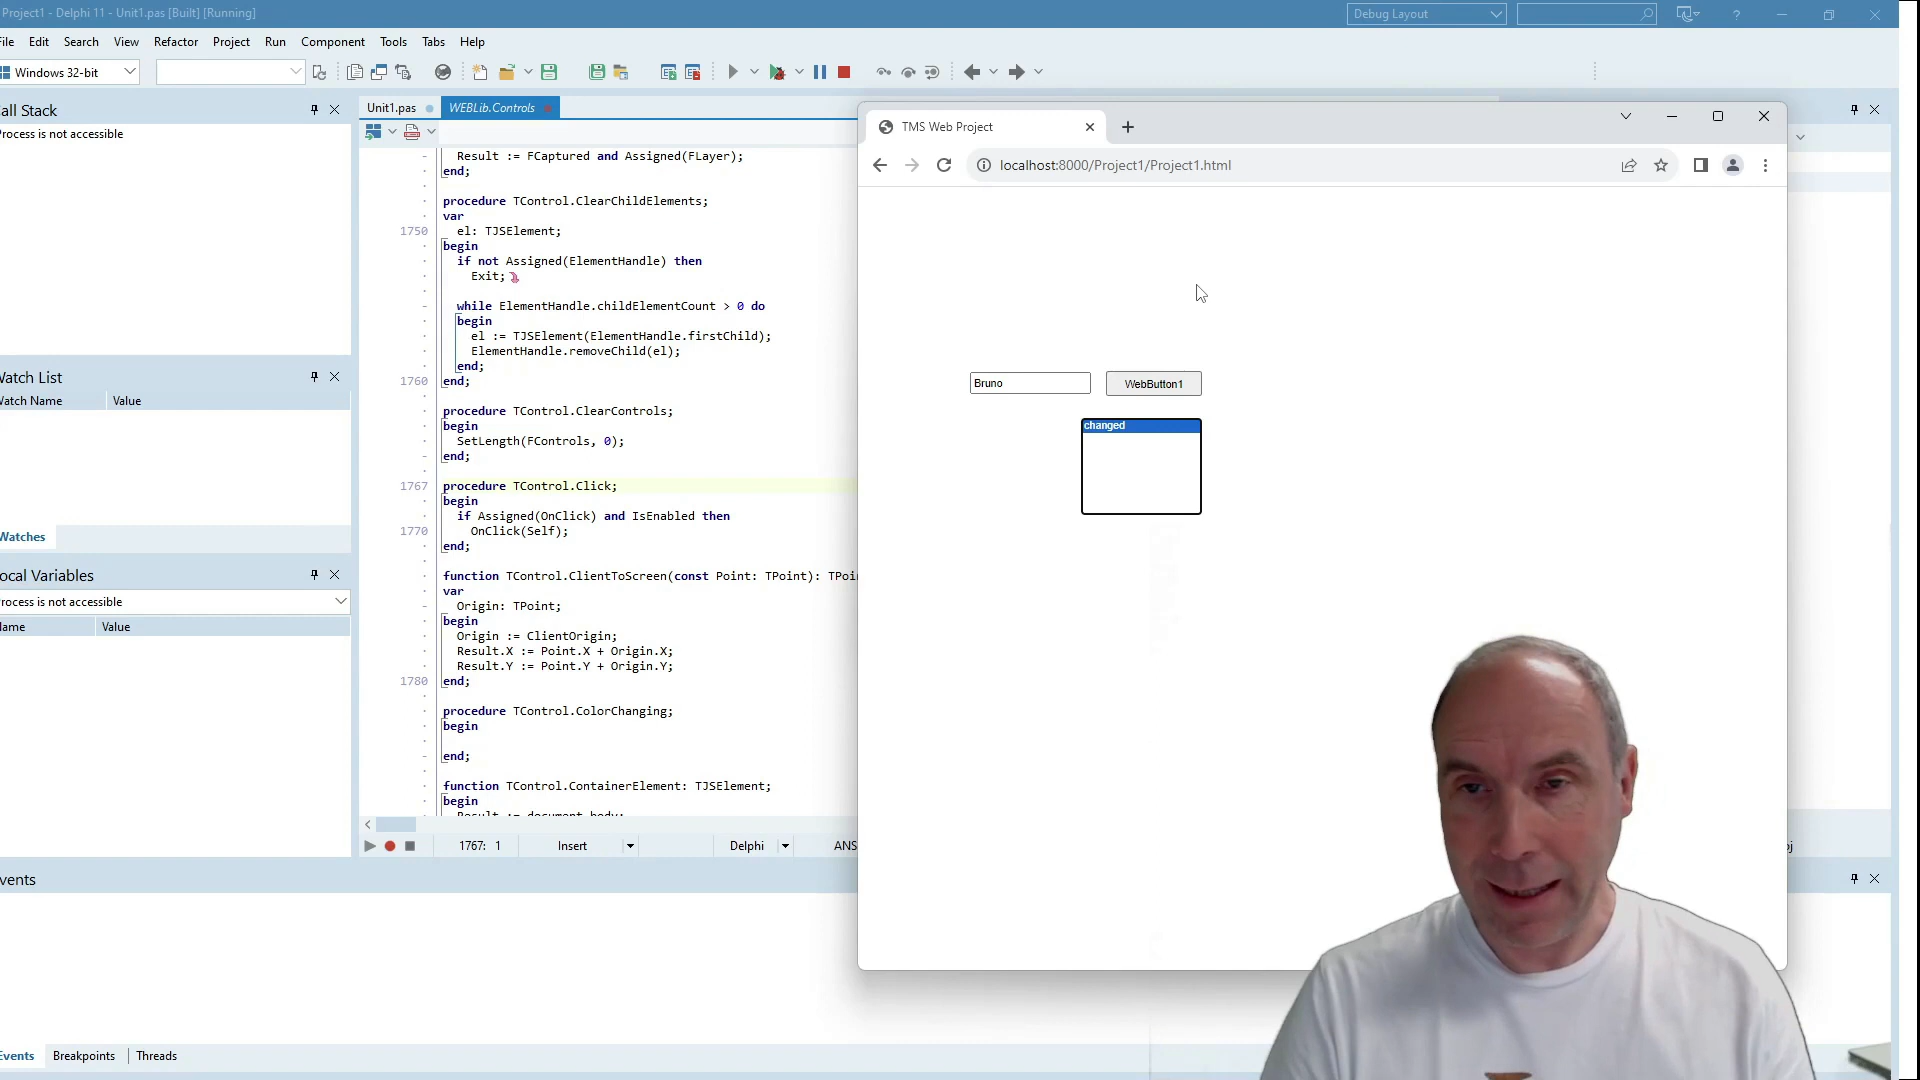 Project1 - Delphi 11 - Unit1.pas [Built] [Running]
Debug Layout
?
File Edit Search View Refactor Project Run Component Tools Tabs Help
Windows 32-bit
all Stack
Process is not accessible
Watch List
Watch Name Value
Watches
ocal Variables
Process is not accessible
ame Value
Unit1.pas WEBLib.Controls
Result := FCaptured and Assigned(FLayer);
end;
procedure TControl.ClearChildElements;
var
1750 el: TJSElement;
begin
if not Assigned(ElementHandle) then
Exit;
while ElementHandle.childElementCount > 0 do
begin
el := TJSElement(ElementHandle.firstChild);
ElementHandle.removeChild(el);
end;
1760 end;
procedure TControl.ClearControls;
begin
SetLength(FControls, 0);
end;
1767 procedure TControl.Click;
begin
if Assigned(OnClick) and IsEnabled then
1770 OnClick(Self);
end;
function TControl.ClientToScreen(const Point: TPoint): TPoin
var
Origin: TPoint;
begin
Origin := ClientOrigin;
Result.X := Point.X + Origin.X;
Result.Y := Point.Y + Origin.Y;
1780 end;
procedure TControl.ColorChanging;
begin
end;
function TControl.ContainerElement: TJSElement;
begin
Result := document.body;
1767: 1 Insert Delphi ANS
TMS Web Project
localhost:8000/Project1/Project1.html
Bruno WebButton1
changed
vents
Events Breakpoints Threads